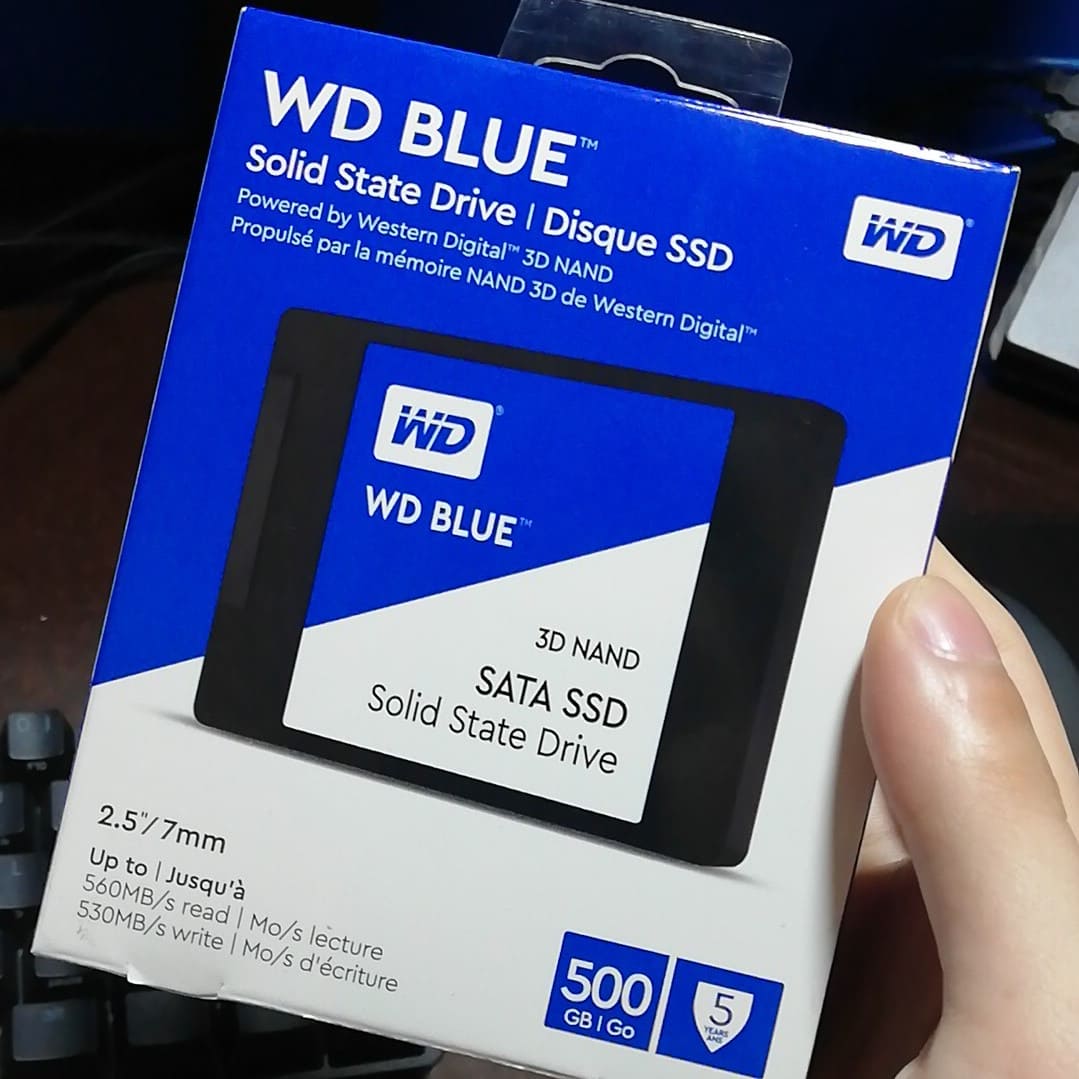 WD BLUE™
Solid State Drive | Disque SSD
Powered by Western Digital™ 3D NAND
Propulsé par la mémoire NAND 3D de Western Digital™
WD®
WD®
WD BLUE™
3D NAND
SATA SSD
Solid State Drive
2.5"/7mm
Up to | Jusqu'à
560MB/s read | Mo/s lecture
530MB/s write | Mo/s d'écriture
500
GB | Go
5
YEARS
ANS
F10
L